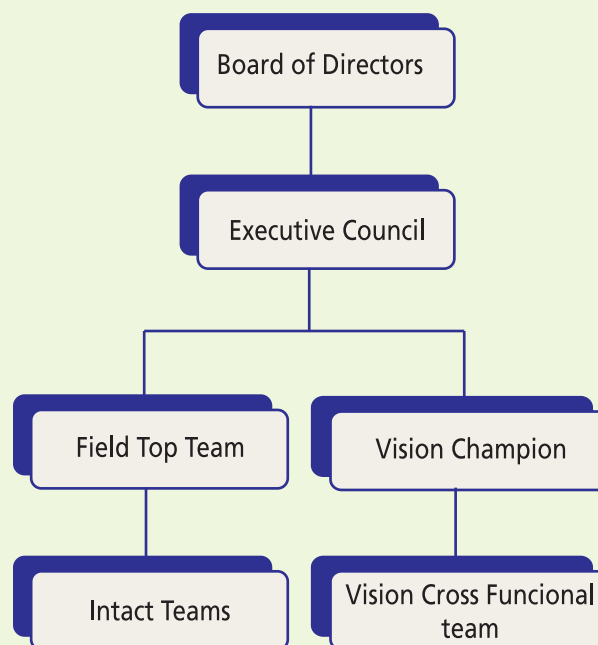 Board of Directors
Executive Council
Field Top Team
Vision Champion
Intact Teams
Vision Cross Funcional
team